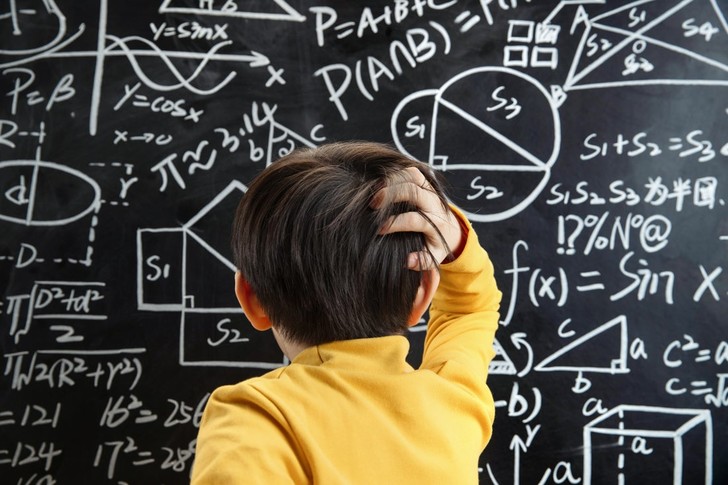 P=A+B+C
y=sinx
P(A∩B)
S₁
S₂
S₄
S₂
A
O
x
P=β
y=cosx
S₃
B
x→0
3.14
C
S₁
S₁+S₂=S₃
R
π≈
b
d
r
S₂
S₁S₂S₃为半圆
!?%N°@
D
S₁
f(x)=Sin x
π√D²+d²
2
S₂
c
a
c²=a
b
c=√
π√2(R²+r²)
-b)
a
=121
16²=256
a
y
=124
17²=28
a